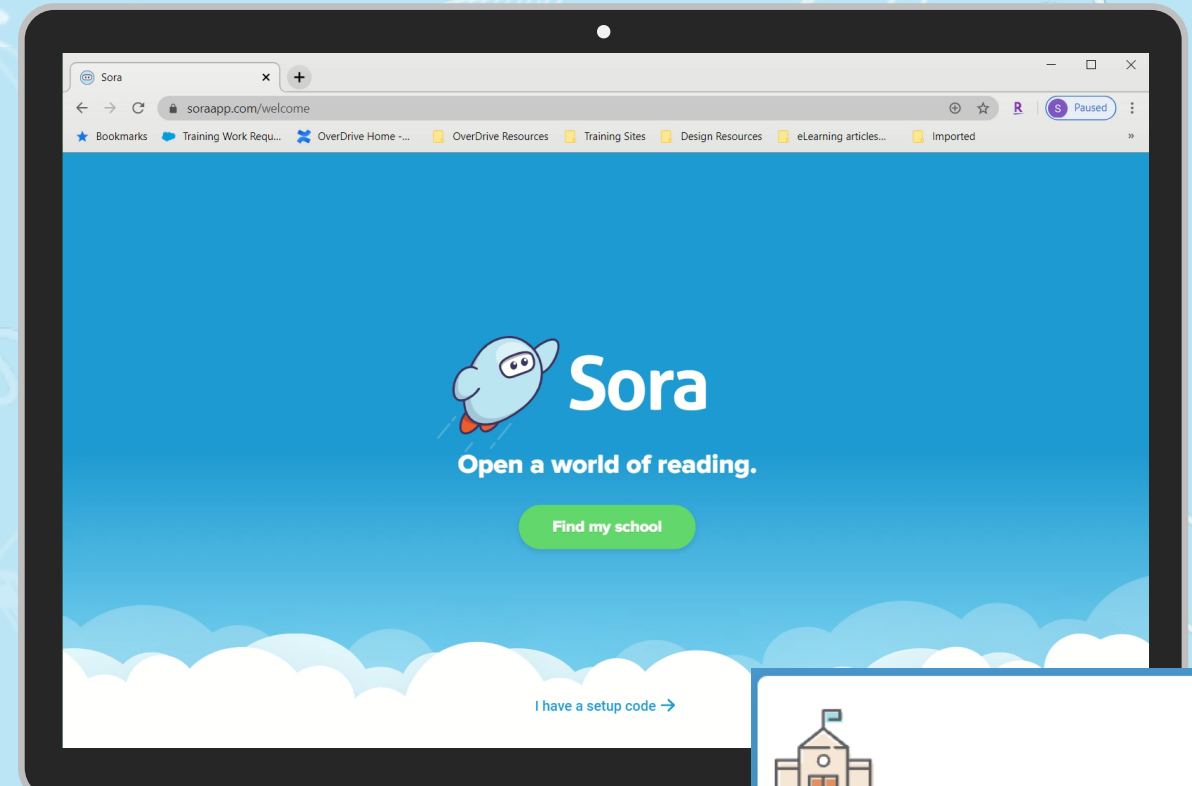 Sora
soraapp.com/welcome
R
S Paused
Bookmarks Training Work Requ... OverDrive Home -... OverDrive Resources Training Sites Design Resources eLearning articles... Imported »
Sora
Open a world of reading.
Find my school
I have a setup code →